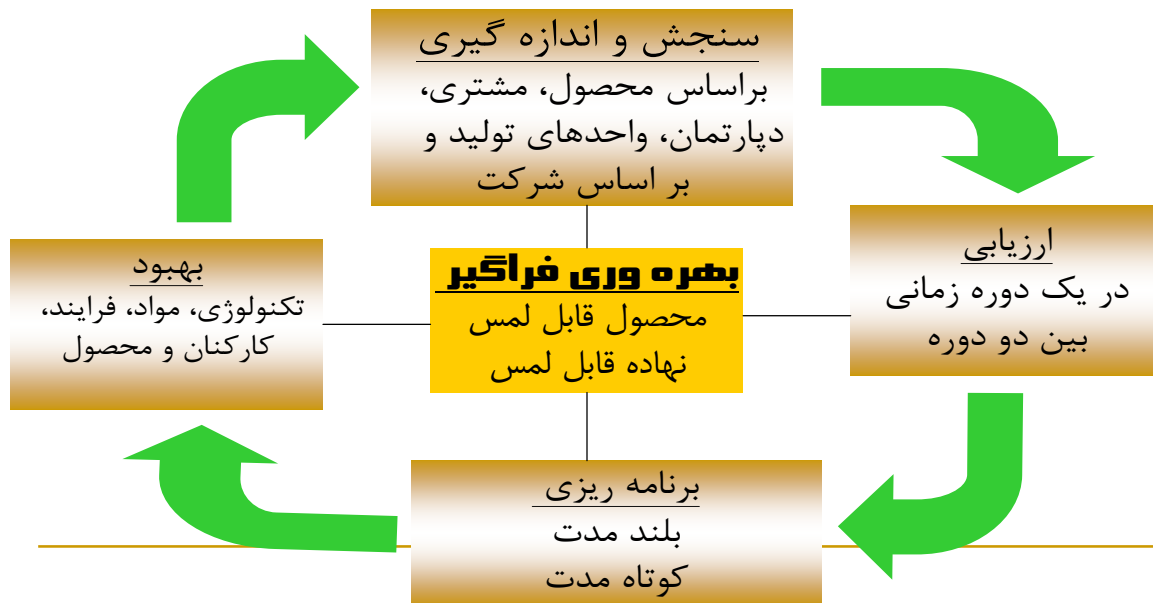 سنجش و اندازه گیری
براساس محصول، مشتری،
دپارتمان، واحدهای تولید و
بر اساس شرکت
ارزیابی
در یک دوره زمانی
بین دو دوره
بهره وری فراگیر
محصول قابل لمس
نهاده قابل لمس
بهبود
تکنولوژی، مواد، فرایند،
کارکنان و محصول
برنامه ریزی
بلند مدت
کوتاه مدت